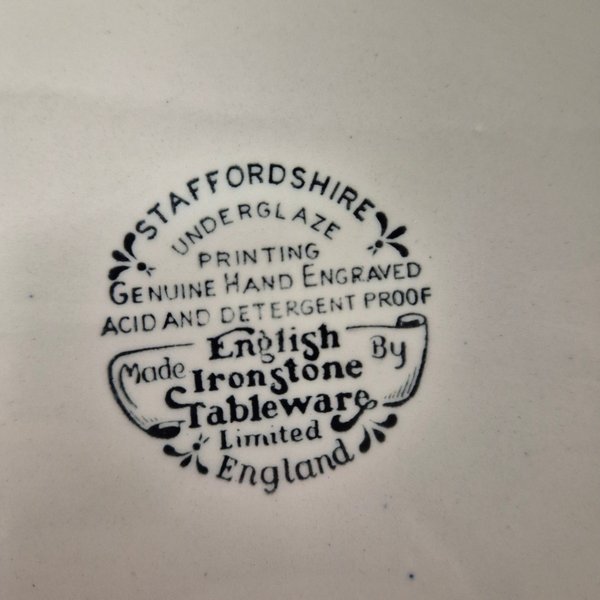 STAFFORDSHIRE
UNDERGLAZE
PRINTING
GENUINE HAND ENGRAVED
ACID AND DETERGENT PROOF
Made English By
Ironstone
Tableware
Limited
England